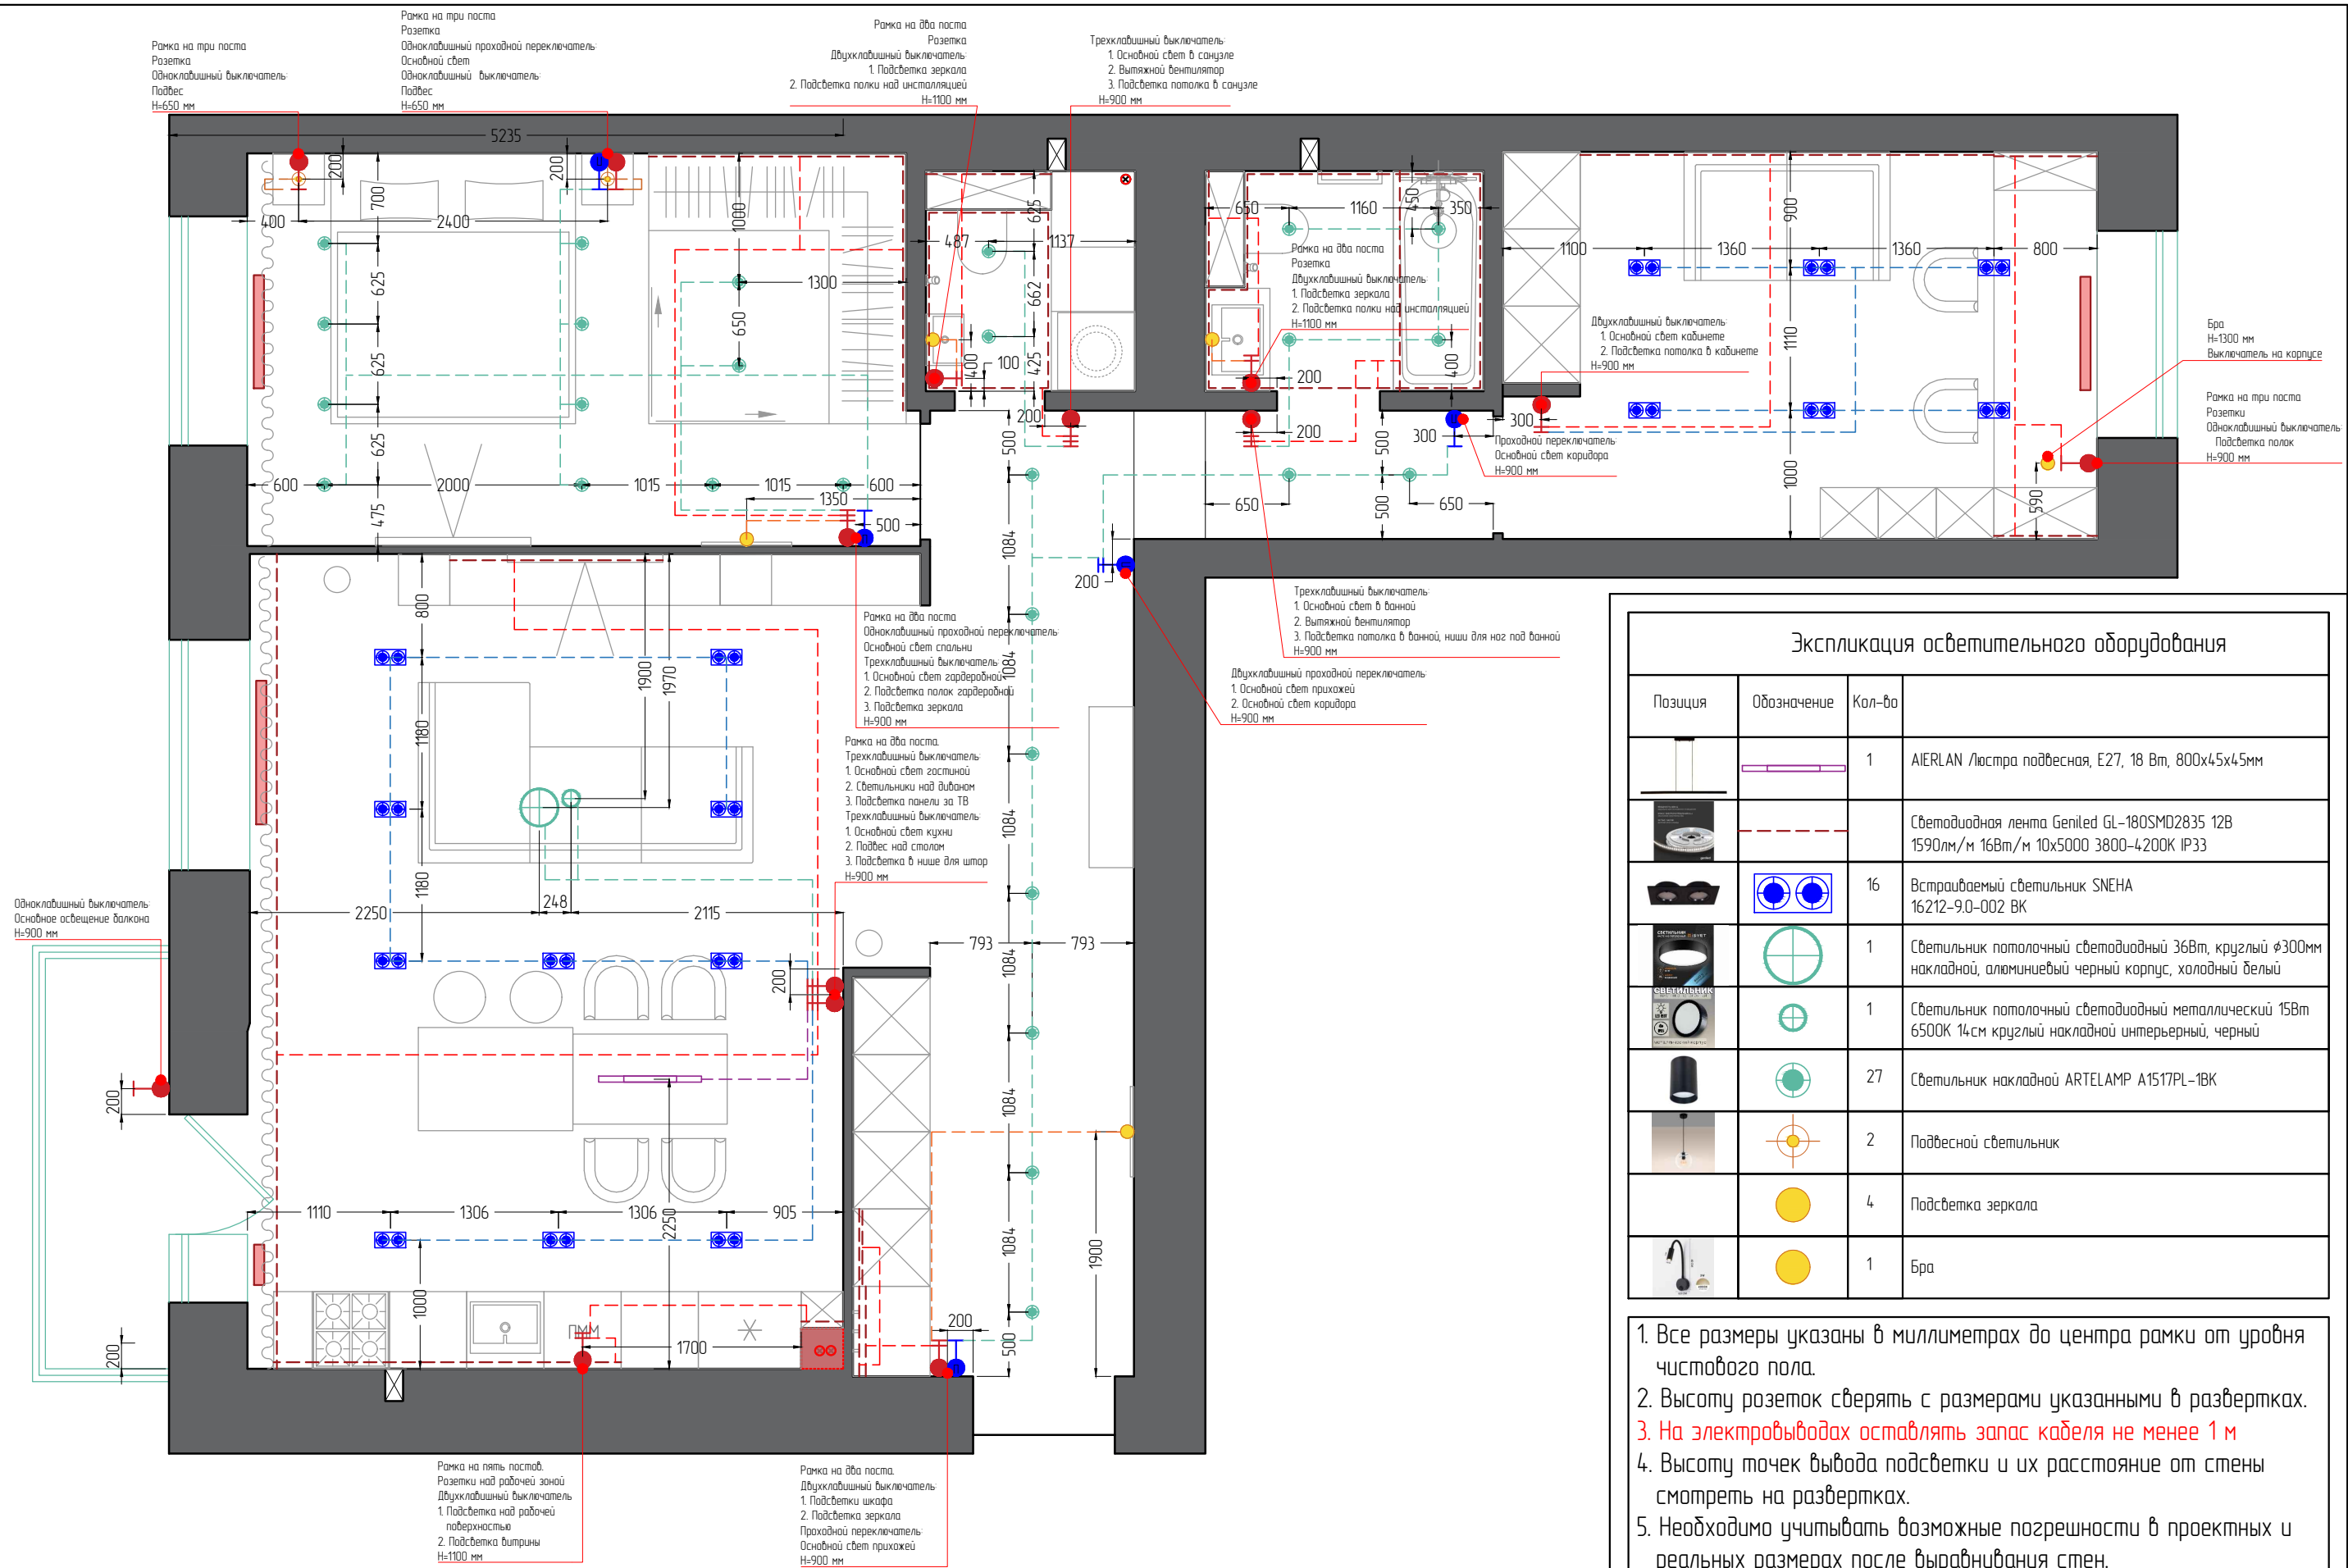 Рамка на три поста
Розетка
Одноклавишный выключатель:
Подвес
H=650 мм
Рамка на три поста
Розетка
Одноклавишный проходной переключатель:
Основной свет
Одноклавишный выключатель:
Подвес
H=650 мм
Рамка на два поста
Розетка
Двухклавишный выключатель:
1. Подсветка зеркала
2. Подсветка полки над инсталляцией
H=1100 мм
Трехклавишный выключатель:
1. Основной свет в санузле
2. Вытяжной вентилятор
3. Подсветка потолка в санузле
H=900 мм
5235
200
200
700
400
2400
1000
625
1300
625
650
625
600
2000
1015
1015
600
1350
475
500
625
487
1137
662
400
100
425
200
500
650
1160
450
350
Рамка на два поста
Розетка
Двухклавишный выключатель:
1. Подсветка зеркала
2. Подсветка полки над инсталляцией
H=1100 мм
200
400
200
300
500
500
650
650
Проходной переключатель:
Основной свет коридора
H=900 мм
1100
1360
900
1360
800
1110
Двухклавишный выключатель:
1. Основной свет кабинете
2. Подсветка потолка в кабинете
H=900 мм
300
1000
590
Бра
H=1300 мм
Выключатель на корпусе
Рамка на три поста
Розетки
Одноклавишный выключатель:
Подсветка полок
H=900 мм
1084
200
Трехклавишный выключатель:
1. Основной свет в ванной
2. Вытяжной вентилятор
3. Подсветка потолка в ванной, ниши для ног под ванной
H=900 мм
Двухклавишный проходной переключатель:
1. Основной свет прихожей
2. Основной свет коридора
H=900 мм
Рамка на два поста
Одноклавишный проходной переключатель:
Основной свет спальни
Трехклавишный выключатель:
1. Основной свет гардеробной
2. Подсветка полок гардеробной
3. Подсветка зеркала
H=900 мм
Рамка на два поста.
Трехклавишный выключатель:
1. Основной свет гостиной
2. Светильники над диваном
3. Подсветка панели за ТВ
Трехклавишный выключатель:
1. Основной свет кухни
2. Подвес над столом
3. Подсветка в нише для штор
H=900 мм
800
1900
1970
1180
1180
2250
248
2115
200
1084
1084
1084
793
793
1084
1084
1084
1900
500
200
Одноклавишный выключатель:
Основное освещение балкона
H=900 мм
200
200
1110
1306
1306
905
2250
1000
ПММ
1700
Рамка на пять постов.
Розетки над рабочей зоной
Двухклавишный выключатель
1. Подсветка над рабочей
поверхностью
2. Подсветка витрины
H=1100 мм
Рамка на два поста.
Двухклавишный выключатель:
1. Подсветки шкафа
2. Подсветка зеркала
Проходной переключатель:
Основной свет прихожей
H=900 мм
Экспликация осветительного оборудования
Позиция Обозначение Кол-во
1 AIERLAN Люстра подвесная, E27, 18 Вт, 800х45х45мм
Светодиодная лента Geniled GL-180SMD2835 12В
1590лм/м 16Вт/м 10х5000 3800-4200К IP33
16 Встраиваемый светильник SNEHA
16212-9.0-002 BK
1 Светильник потолочный светодиодный 36Вт, круглый ⌀300мм
накладной, алюминиевый черный корпус, холодный белый
СВЕТИЛЬНИК
1 Светильник потолочный светодиодный металлический 15Вт
6500К 14см круглый накладной интерьерный, черный
27 Светильник накладной ARTELAMP A1517PL-1BK
2 Подвесной светильник
4 Подсветка зеркала
1 Бра
1. Все размеры указаны в миллиметрах до центра рамки от уровня
чистового пола.
2. Высоту розеток сверять с размерами указанными в развертках.
3. На электровыводах оставлять запас кабеля не менее 1 м
4. Высоту точек вывода подсветки и их расстояние от стены
смотреть на развертках.
5. Необходимо учитывать возможные погрешности в проектных и
реальных размерах после выравнивания стен.